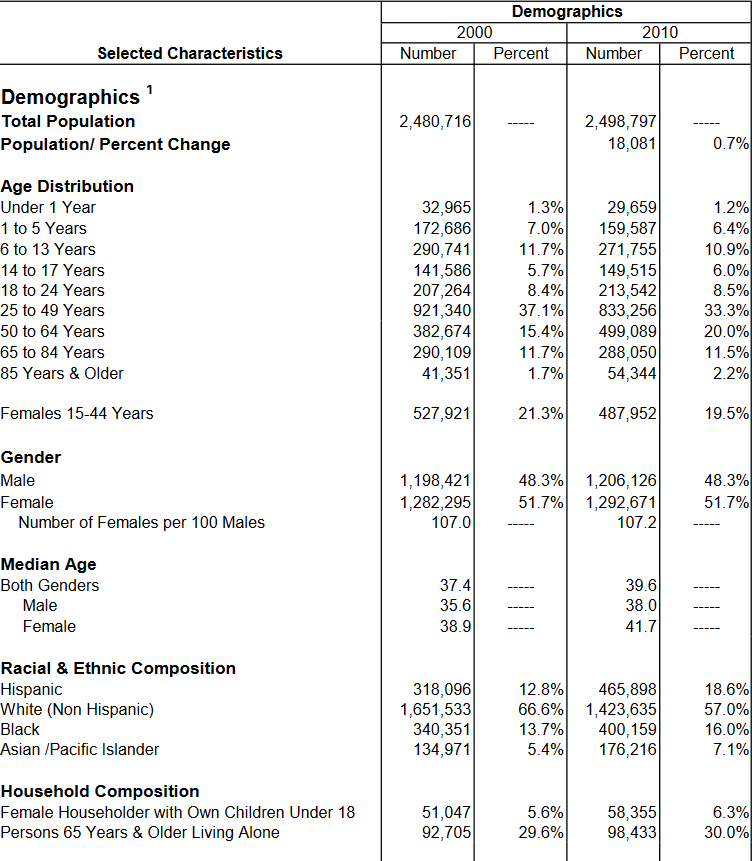 Demographics
2000 2010
Selected Characteristics Number Percent Number Percent
Demographics 1
Total Population 2,480,716 ----- 2,498,797 -----
Population/ Percent Change 18,081 0.7%
Age Distribution
Under 1 Year 32,965 1.3% 29,659 1.2%
1 to 5 Years 172,686 7.0% 159,587 6.4%
6 to 13 Years 290,741 11.7% 271,755 10.9%
14 to 17 Years 141,586 5.7% 149,515 6.0%
18 to 24 Years 207,264 8.4% 213,542 8.5%
25 to 49 Years 921,340 37.1% 833,256 33.3%
50 to 64 Years 382,674 15.4% 499,089 20.0%
65 to 84 Years 290,109 11.7% 288,050 11.5%
85 Years & Older 41,351 1.7% 54,344 2.2%
Females 15-44 Years 527,921 21.3% 487,952 19.5%
Gender
Male 1,198,421 48.3% 1,206,126 48.3%
Female 1,282,295 51.7% 1,292,671 51.7%
Number of Females per 100 Males 107.0 ----- 107.2 -----
Median Age
Both Genders 37.4 ----- 39.6 -----
Male 35.6 ----- 38.0 -----
Female 38.9 ----- 41.7 -----
Racial & Ethnic Composition
Hispanic 318,096 12.8% 465,898 18.6%
White (Non Hispanic) 1,651,533 66.6% 1,423,635 57.0%
Black 340,351 13.7% 400,159 16.0%
Asian /Pacific Islander 134,971 5.4% 176,216 7.1%
Household Composition
Female Householder with Own Children Under 18 51,047 5.6% 58,355 6.3%
Persons 65 Years & Older Living Alone 92,705 29.6% 98,433 30.0%